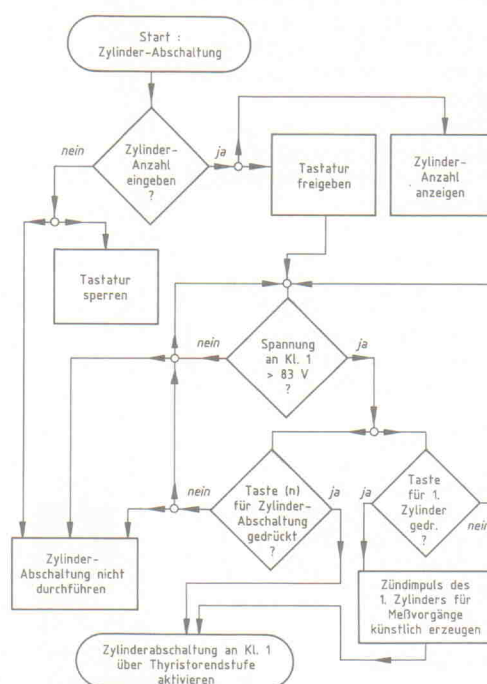 Start :
Zylinder-Abschaltung
nein
Zylinder-
Anzahl
eingeben
?
ja
Tastatur
freigeben
Zylinder-
Anzahl
anzeigen
Tastatur
sperren
nein
Spannung
an Kl. 1
> 83 V
?
ja
nein
Taste (n)
für Zylinder-
Abschaltung
gedrückt
?
ja
ja
Taste
für 1.
Zylinder
gedr.
?
nein
Zylinder-
Abschaltung nicht
durchführen
Zündimpuls des
1. Zylinders für
Meßvorgänge
künstlich erzeugen
Zylinderabschaltung an Kl. 1
über Thyristorendstufe
aktivieren